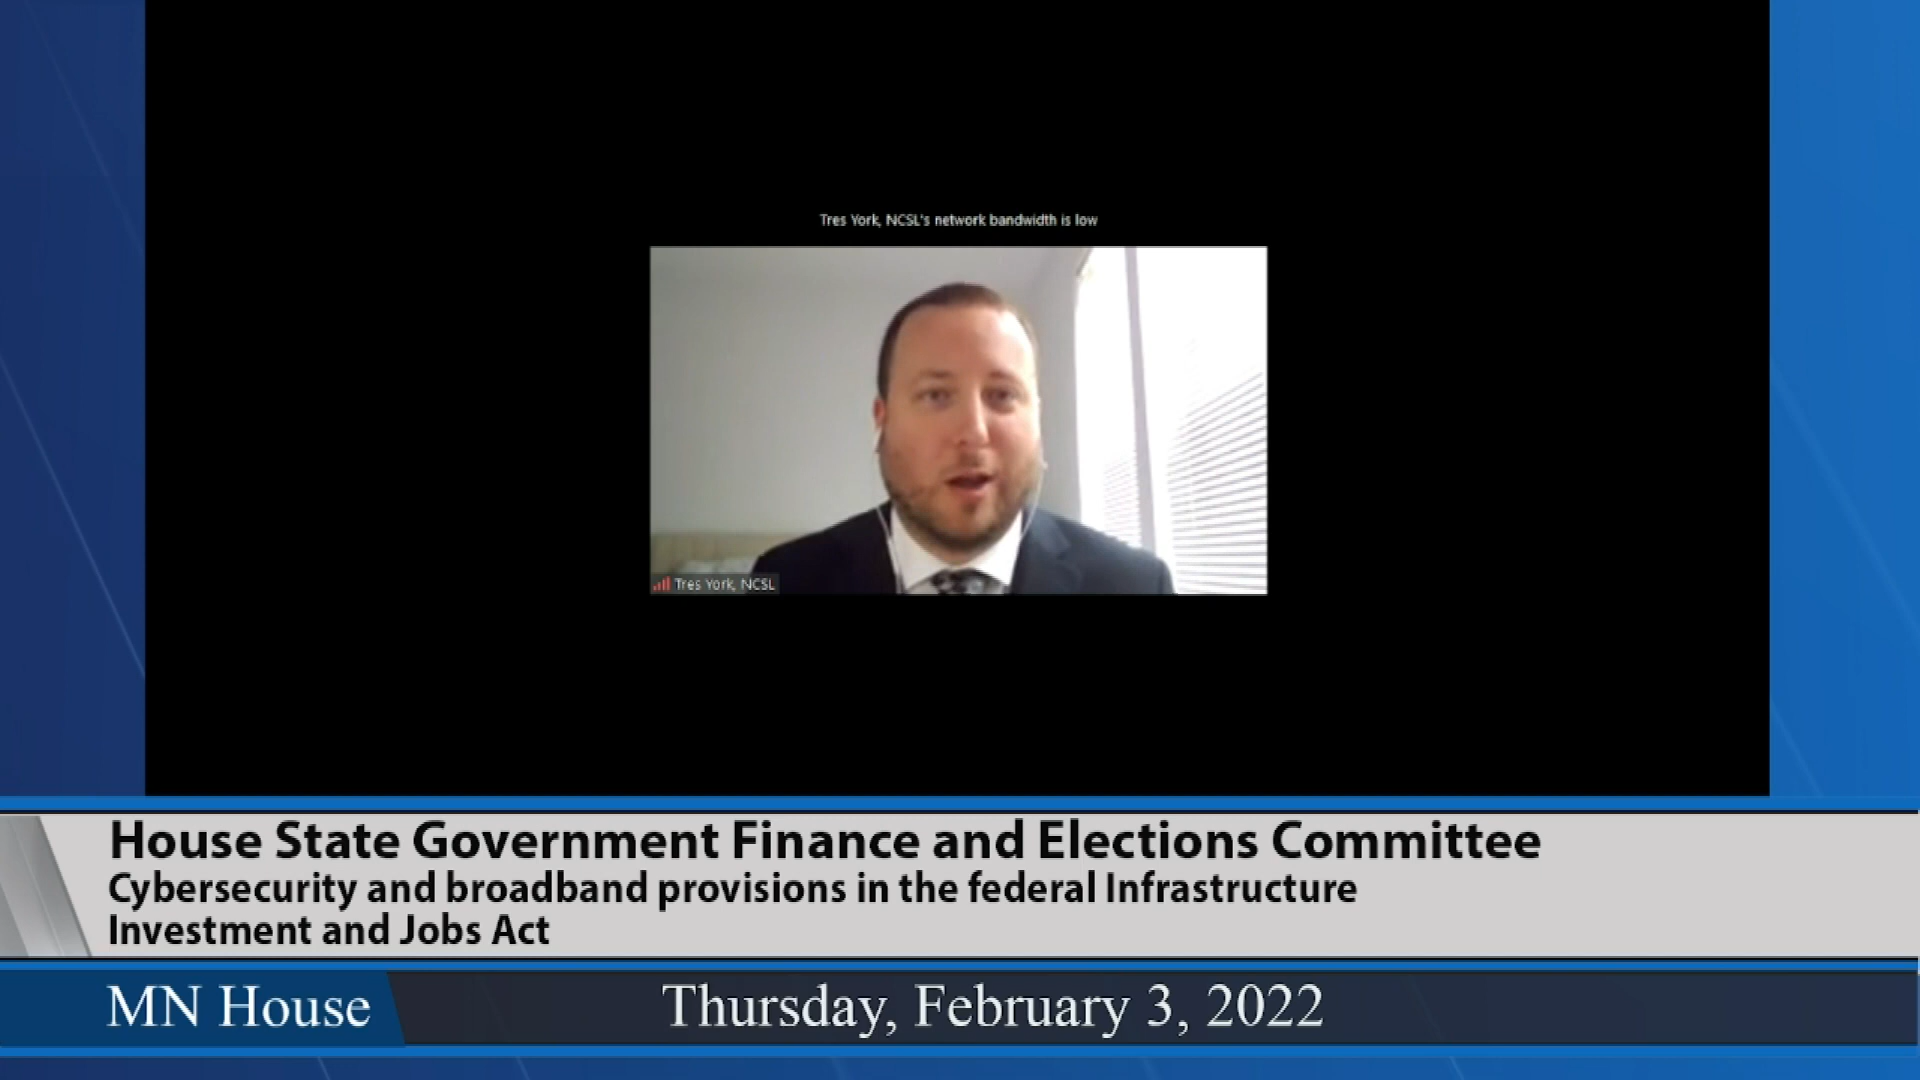 Tres York, NCSL's network bandwidth is low
Tres York, NCSL
House State Government Finance and Elections Committee
Cybersecurity and broadband provisions in the federal Infrastructure
Investment and Jobs Act
MN House
Thursday, February 3, 2022